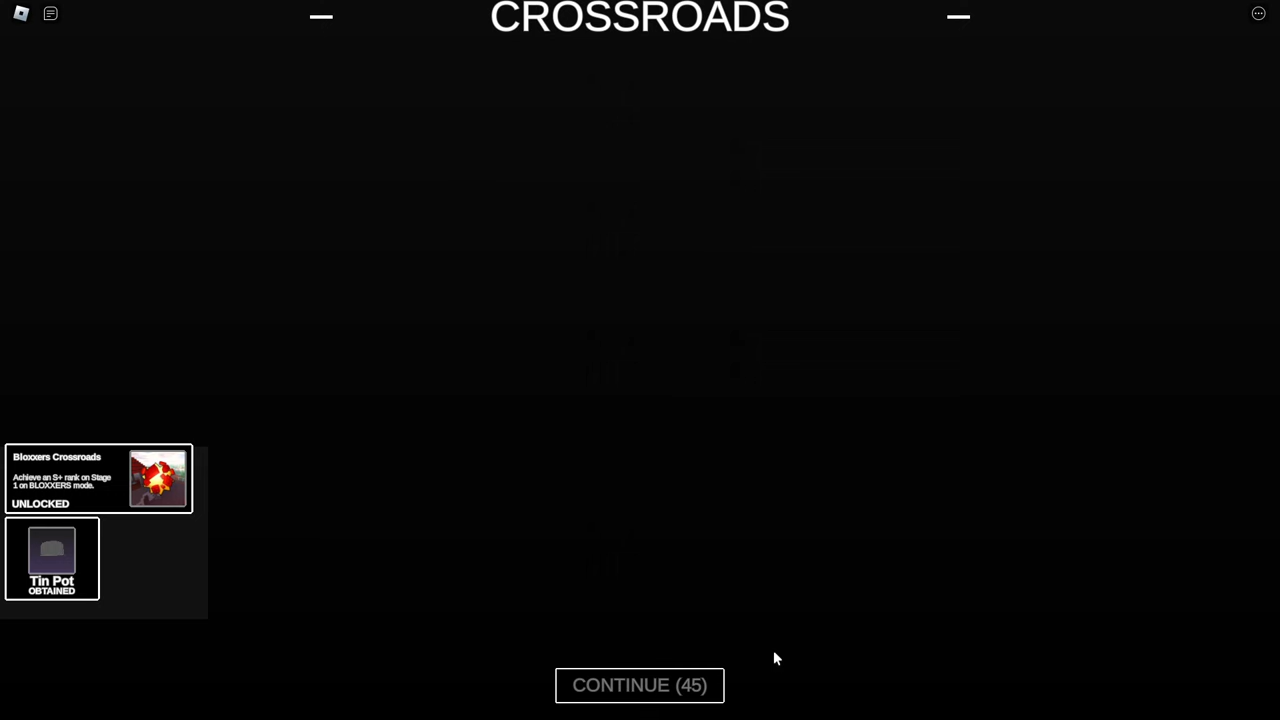 CROSSROADS
Bloxxers Crossroads
Achieve an S+ rank on Stage
1 on BLOXXERS mode.
UNLOCKED
Tin Pot
OBTAINED
CONTINUE (45)